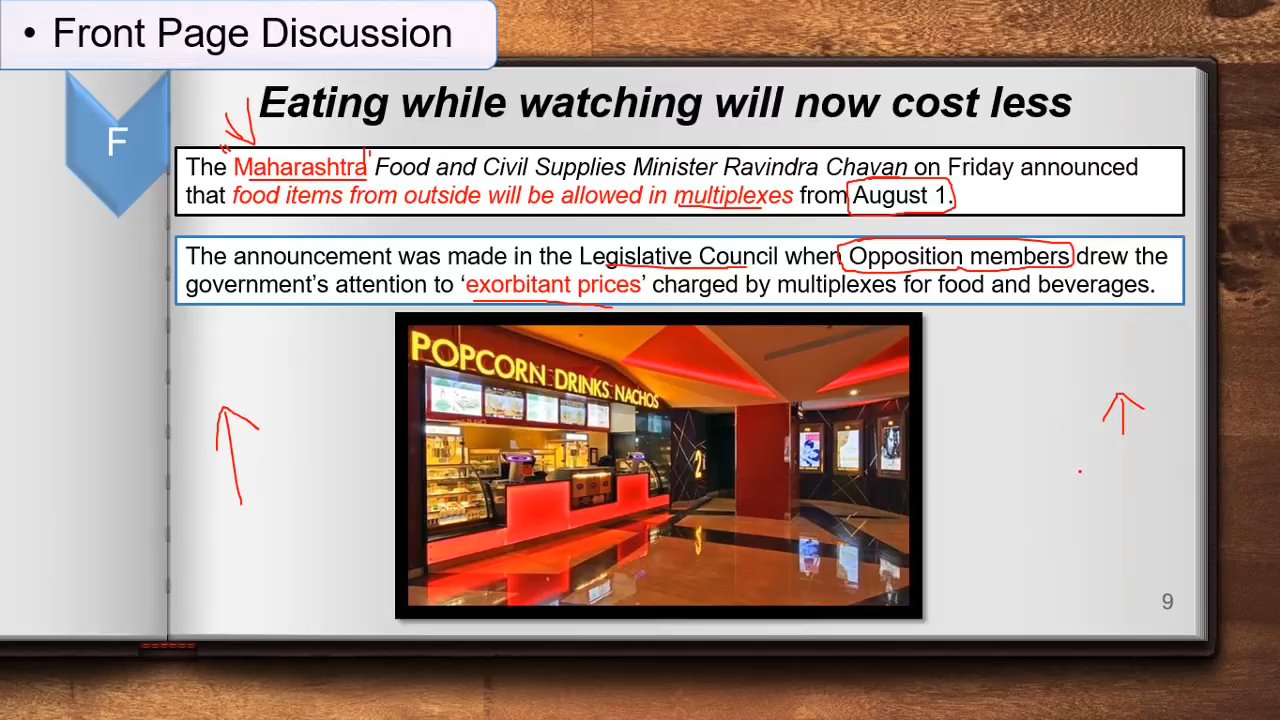 • Front Page Discussion
F
Eating while watching will now cost less
The "Maharashtra" Food and Civil Supplies Minister Ravindra Chavan on Friday announced
that food items from outside will be allowed in multiplexes from August 1.
The announcement was made in the Legislative Council when Opposition members drew the
government's attention to ‘exorbitant prices’ charged by multiplexes for food and beverages.
POPCORN DRINKS NACHOS
9